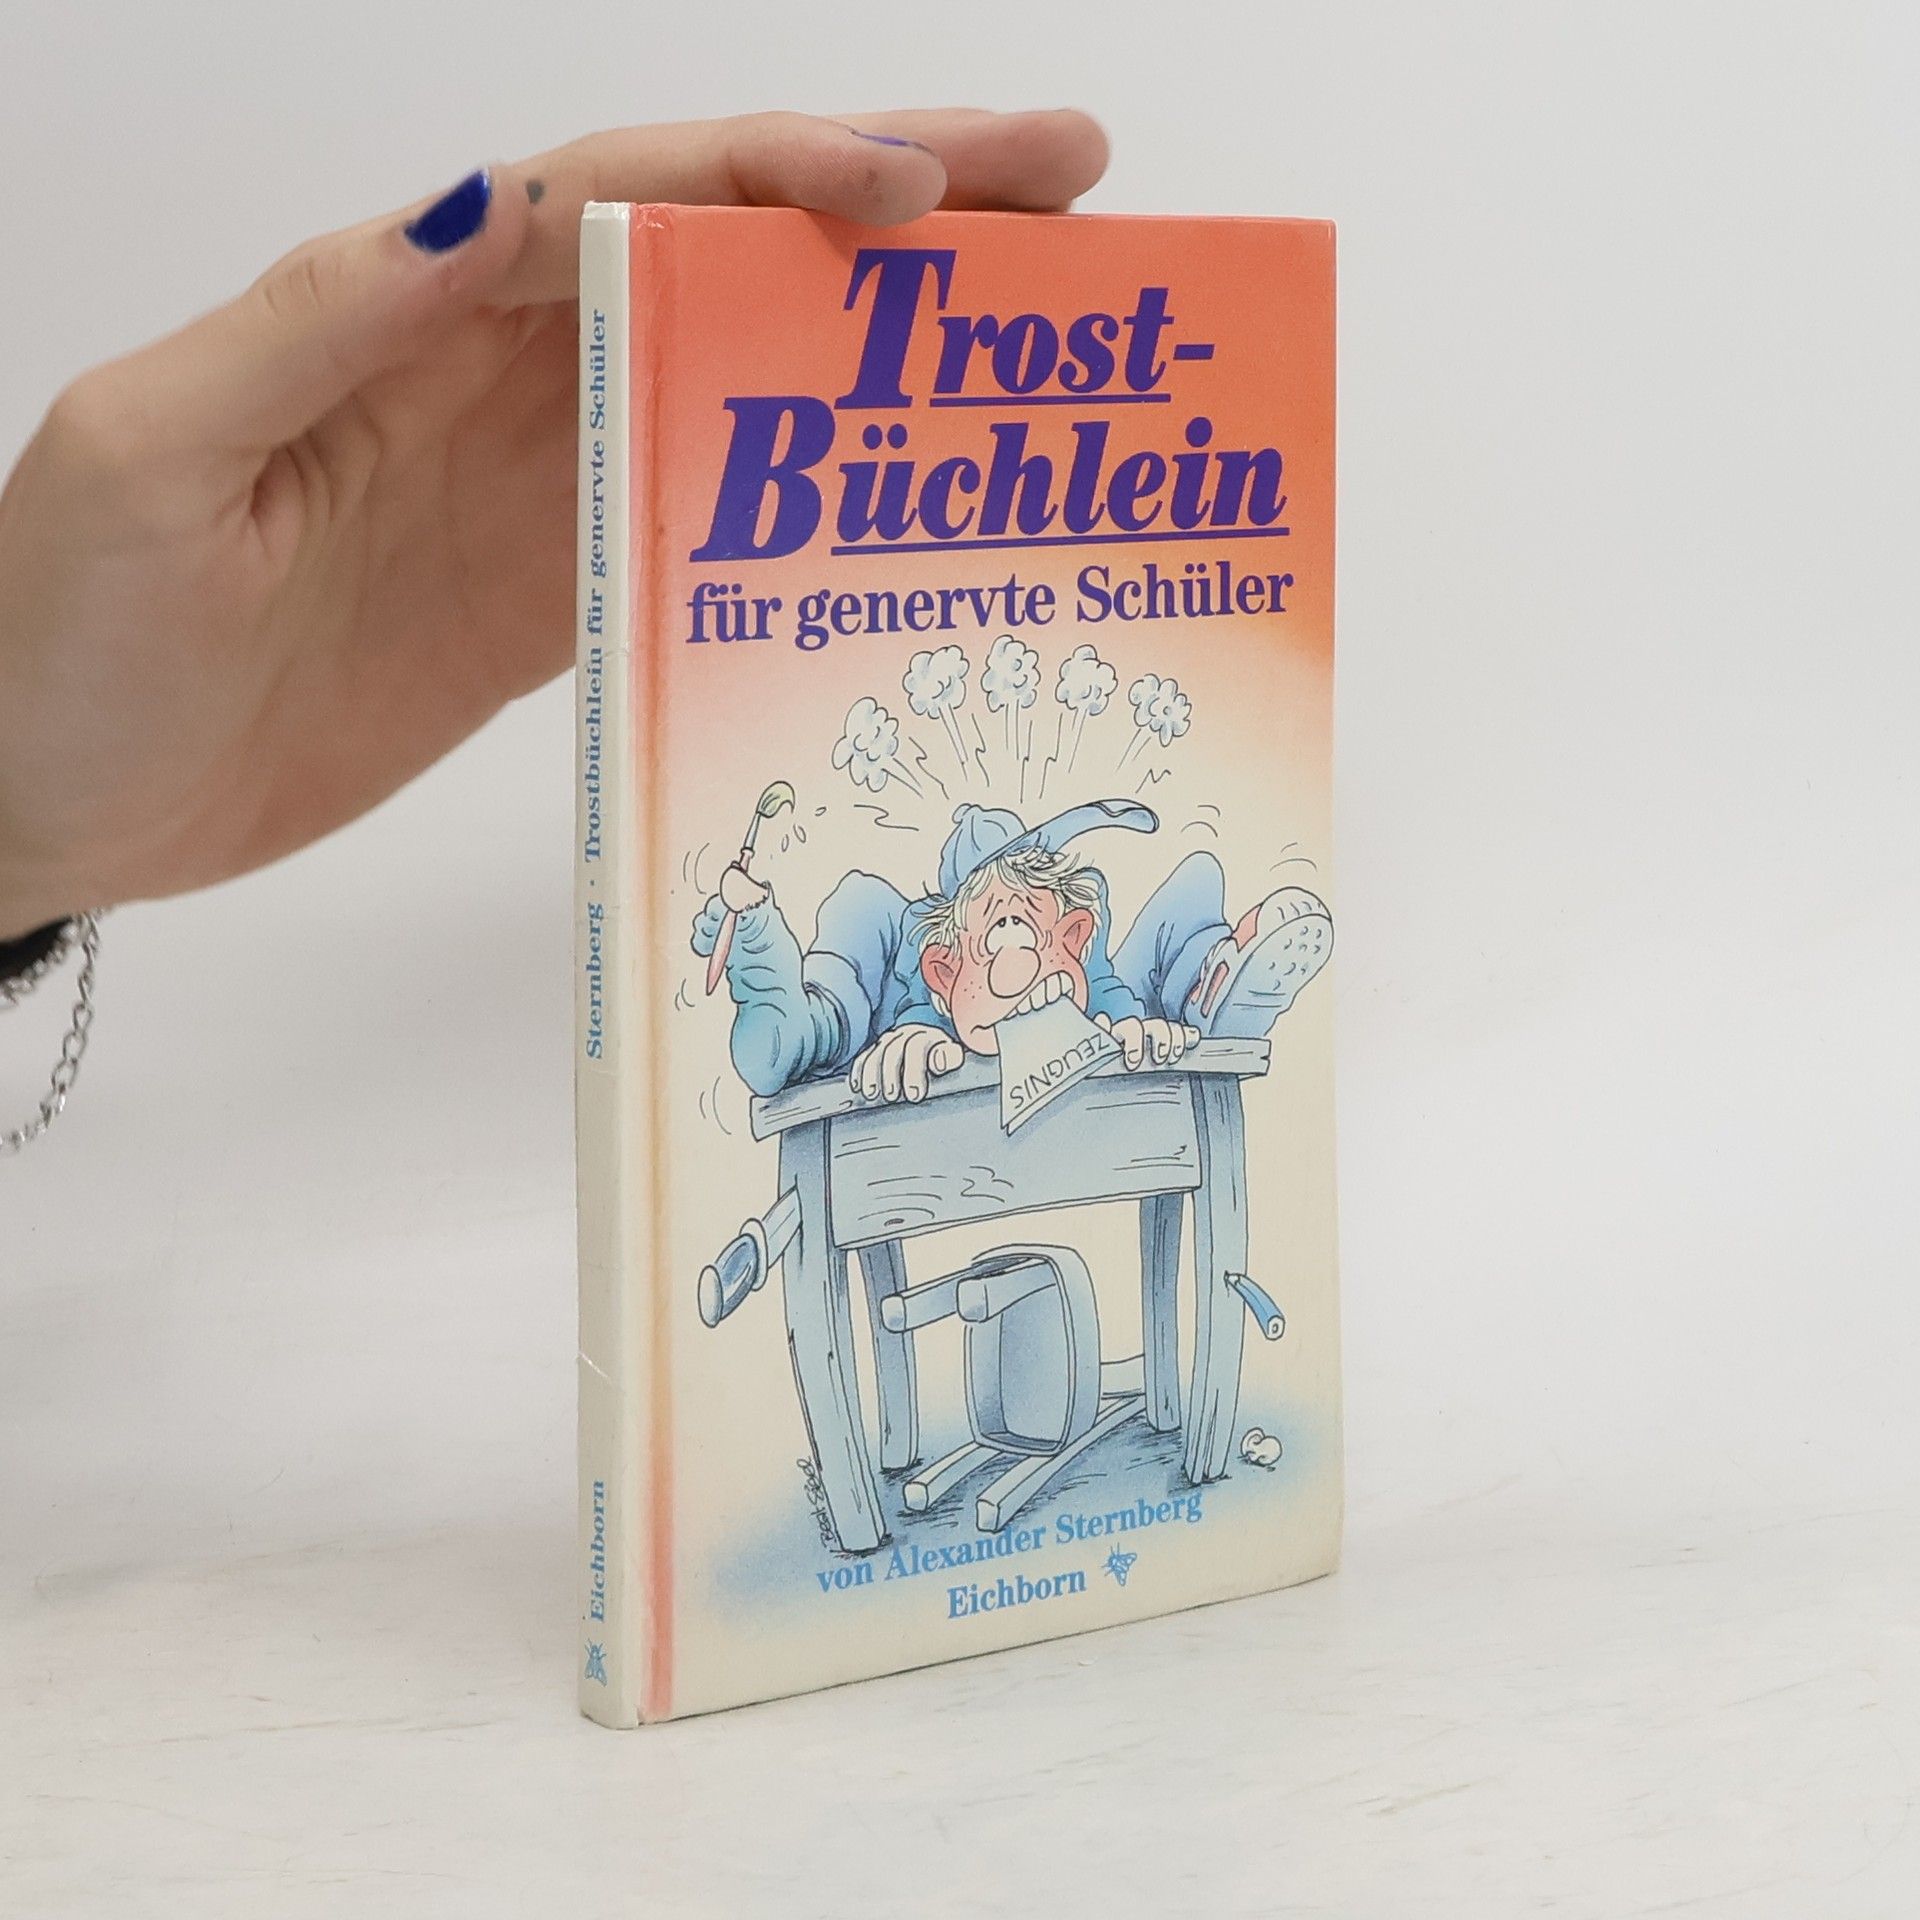 Trost-
Büchlein
für genervte Schüler
ZEUGNIS
von Alexander Sternberg
Eichborn
Sternberg · Trostbüchlein für genervte Schüler
Eichborn